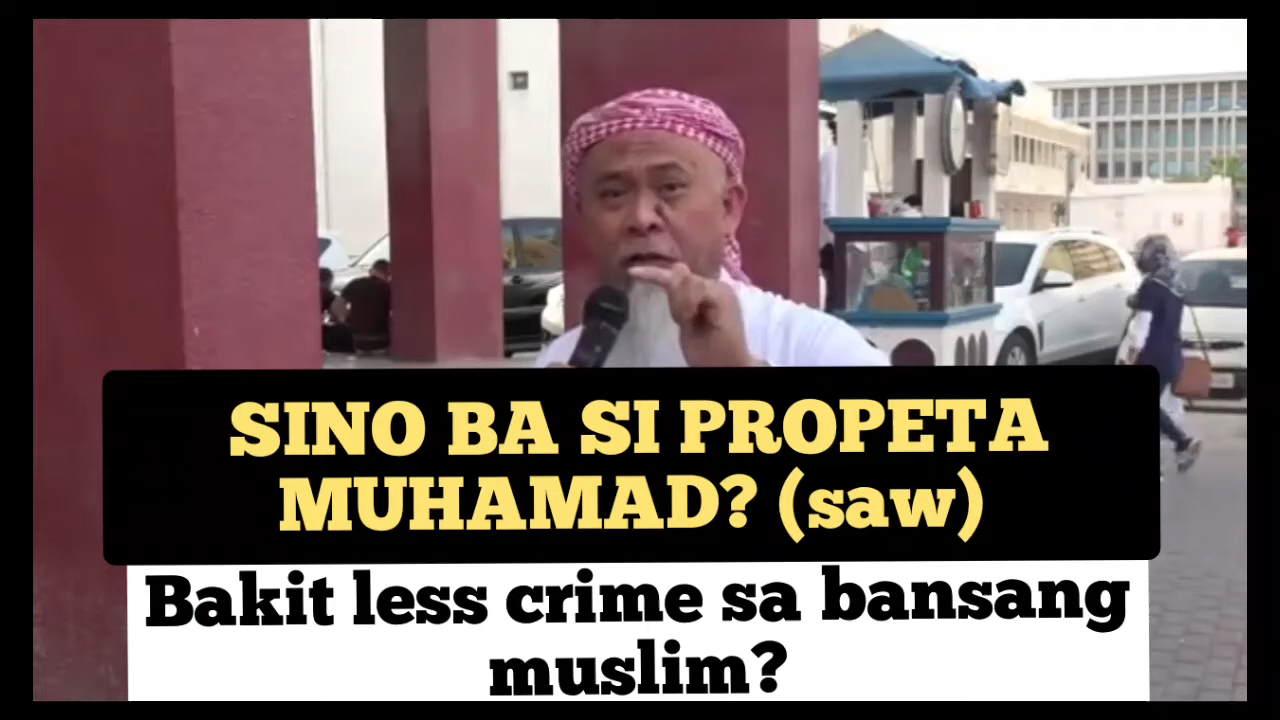 SINO BA SI PROPETA
MUHAMAD? (saw)
Bakit less crime sa bansang
muslim?